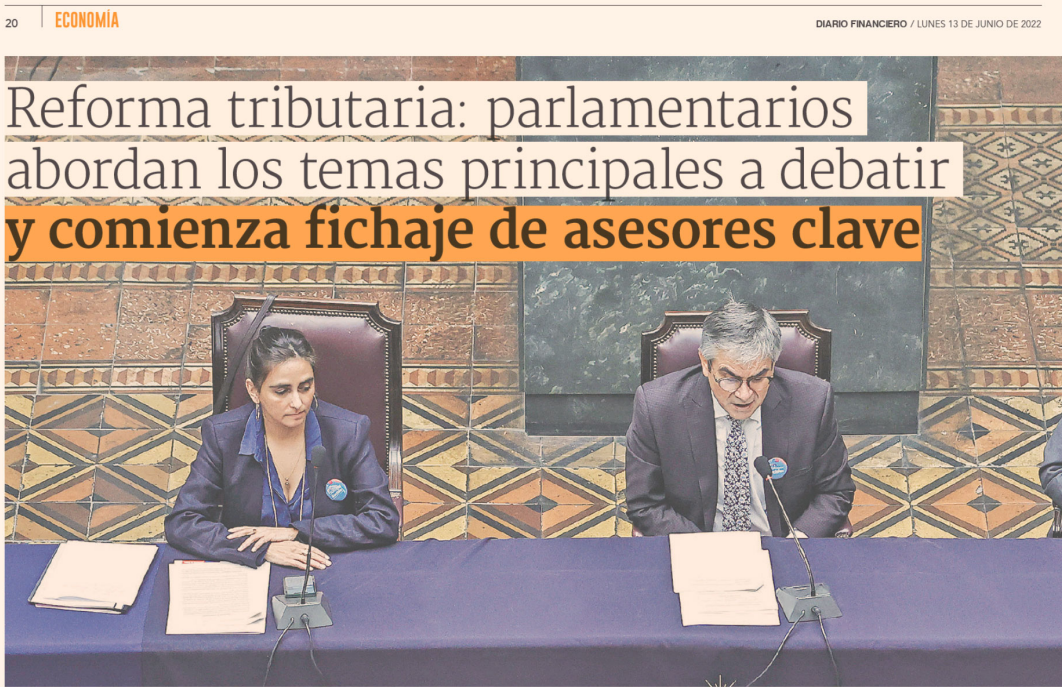 20
ECONOMÍA
DIARIO FINANCIERO / LUNES 13 DE JUNIO DE 2022
Reforma tributaria: parlamentarios
abordan los temas principales a debatir
y comienza fichaje de asesores clave